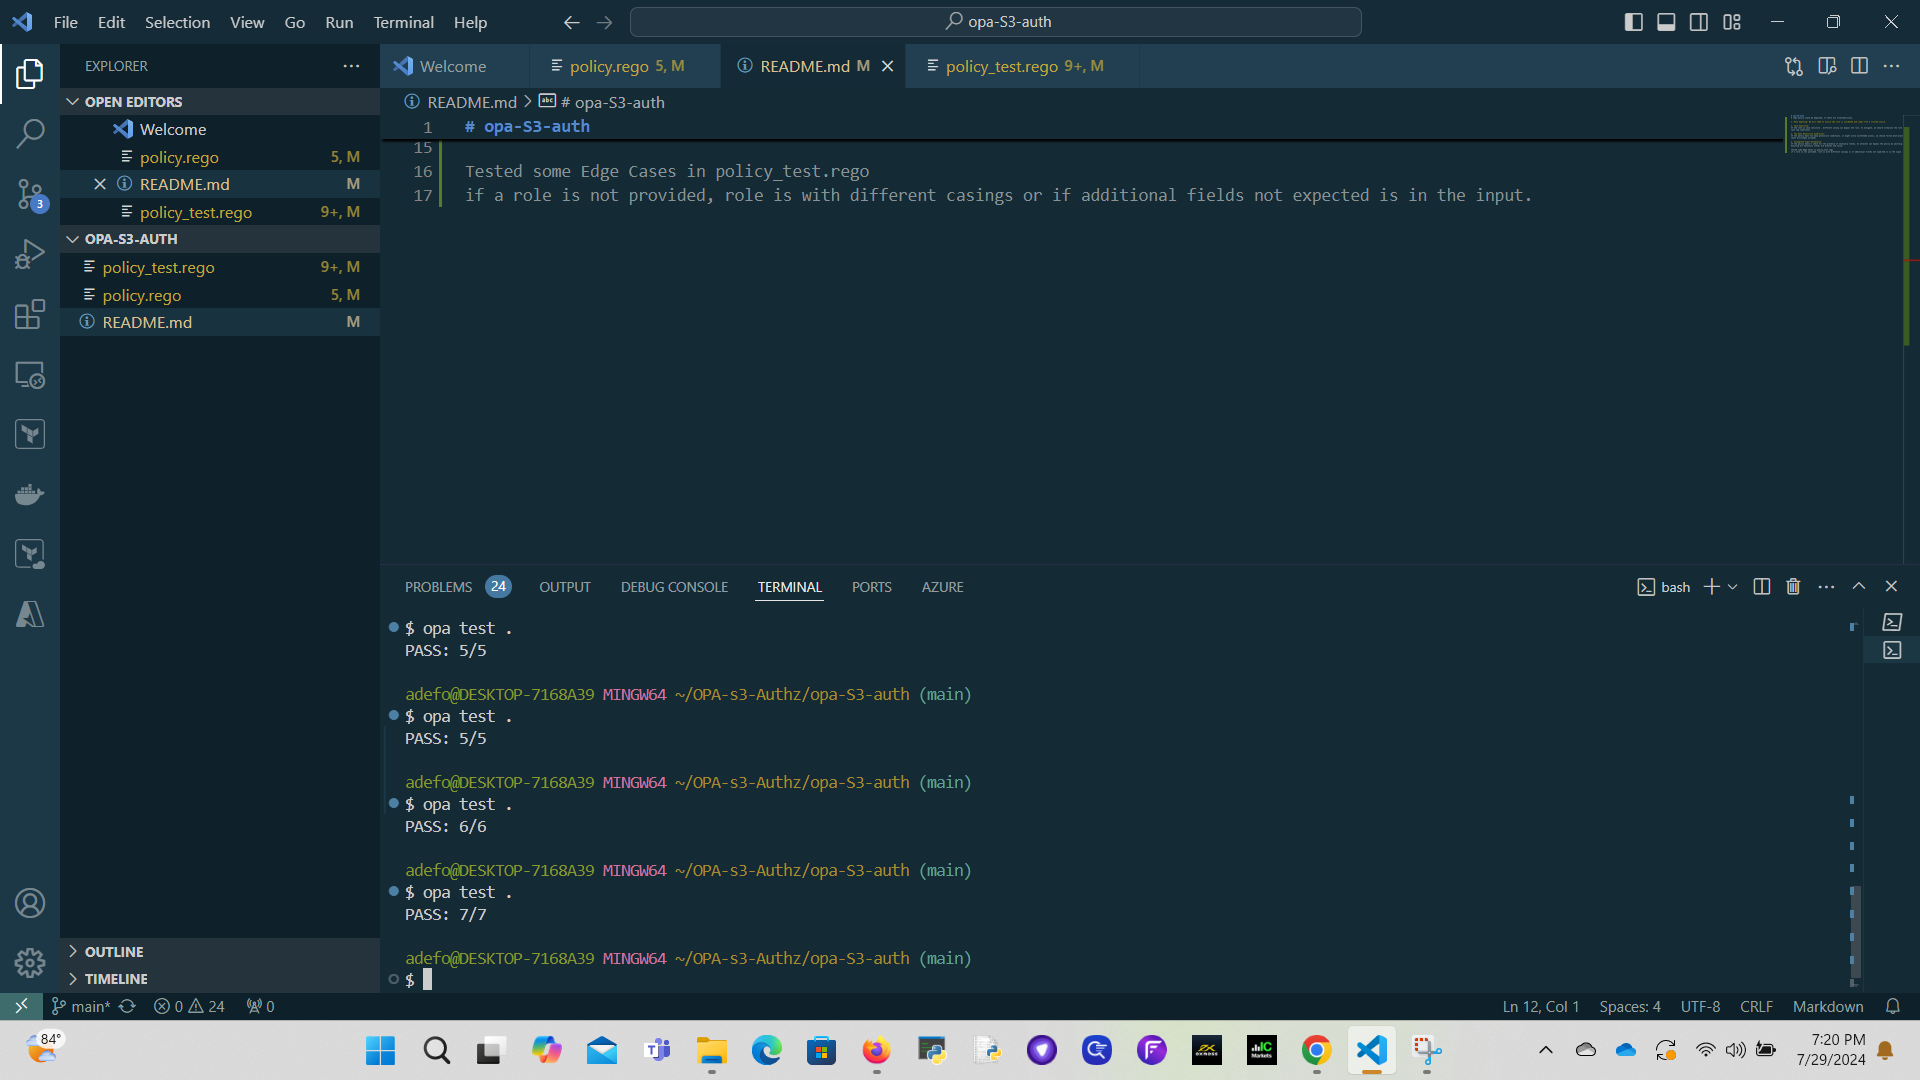 File Edit Selection View Go Run Terminal Help
opa-S3-auth
EXPLORER
OPEN EDITORS
Welcome
policy.rego 5, M
README.md M
policy_test.rego 9+, M
OPA-S3-AUTH
policy_test.rego 9+, M
policy.rego 5, M
README.md M
OUTLINE
TIMELINE
3
Welcome
policy.rego 5, M
README.md M
policy_test.rego 9+, M
README.md > # opa-S3-auth
1 # opa-S3-auth
15
16 Tested some Edge Cases in policy_test.rego
17 if a role is not provided, role is with different casings or if additional fields not expected is in the input.
PROBLEMS 24 OUTPUT DEBUG CONSOLE TERMINAL PORTS AZURE
bash
$ opa test .
PASS: 5/5
adefo@DESKTOP-7168A39 MINGW64 ~/OPA-s3-Authz/opa-S3-auth (main)
$ opa test .
PASS: 5/5
adefo@DESKTOP-7168A39 MINGW64 ~/OPA-s3-Authz/opa-S3-auth (main)
$ opa test .
PASS: 6/6
adefo@DESKTOP-7168A39 MINGW64 ~/OPA-s3-Authz/opa-S3-auth (main)
$ opa test .
PASS: 7/7
adefo@DESKTOP-7168A39 MINGW64 ~/OPA-s3-Authz/opa-S3-auth (main)
$
main* 0 24 0
Ln 12, Col 1 Spaces: 4 UTF-8 CRLF Markdown
84°
7:20 PM
7/29/2024